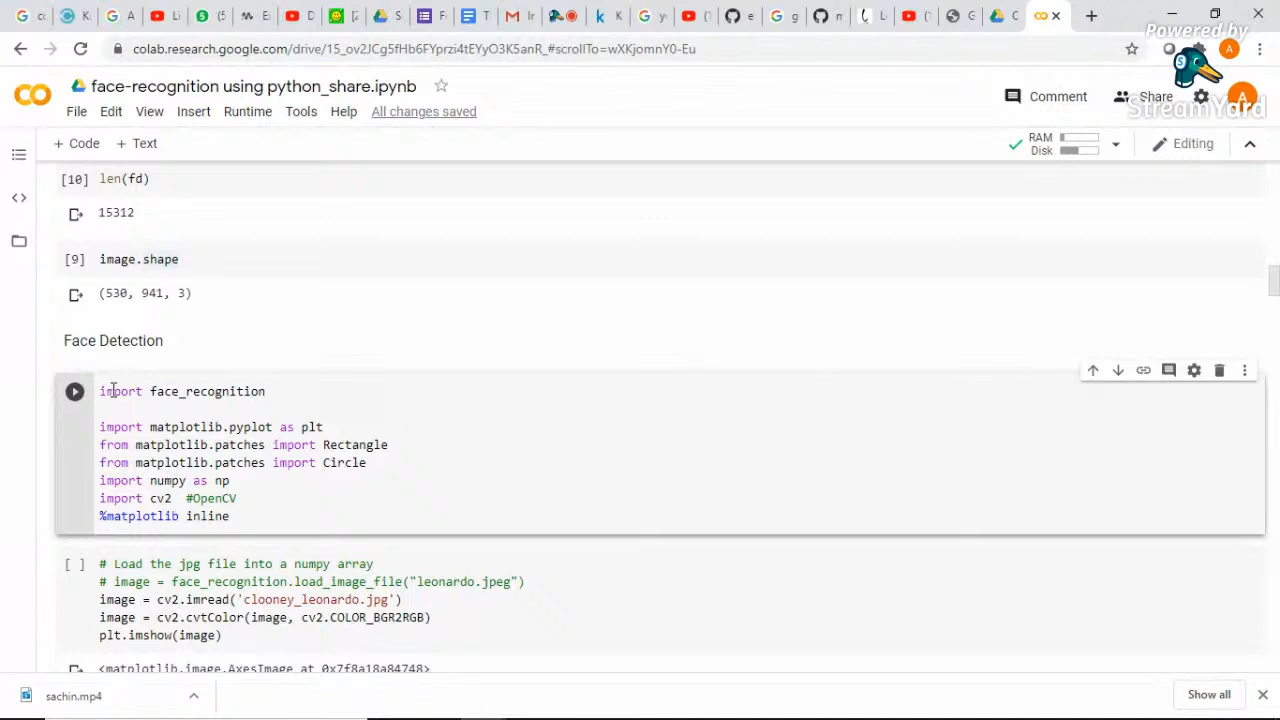 Powered by
StreamYard
colab.research.google.com/drive/15_ov2JCg5fHb6FYprzi4tEYyO3K5anR_#scrollTo=wXKjomnY0-Eu
face-recognition using python_share.ipynb
File Edit View Insert Runtime Tools Help All changes saved
Comment Share A
+ Code + Text
RAM
Disk
Editing
[10] len(fd)
15312
[9] image.shape
(530, 941, 3)
Face Detection
import face_recognition
import matplotlib.pyplot as plt
from matplotlib.patches import Rectangle
from matplotlib.patches import Circle
import numpy as np
import cv2 #OpenCV
%matplotlib inline
[ ] # Load the jpg file into a numpy array
# image = face_recognition.load_image_file("leonardo.jpeg")
image = cv2.imread('clooney_leonardo.jpg')
image = cv2.cvtColor(image, cv2.COLOR_BGR2RGB)
plt.imshow(image)
<matplotlib.image.AxesImage at 0x7f8a18a84748>
sachin.mp4
Show all